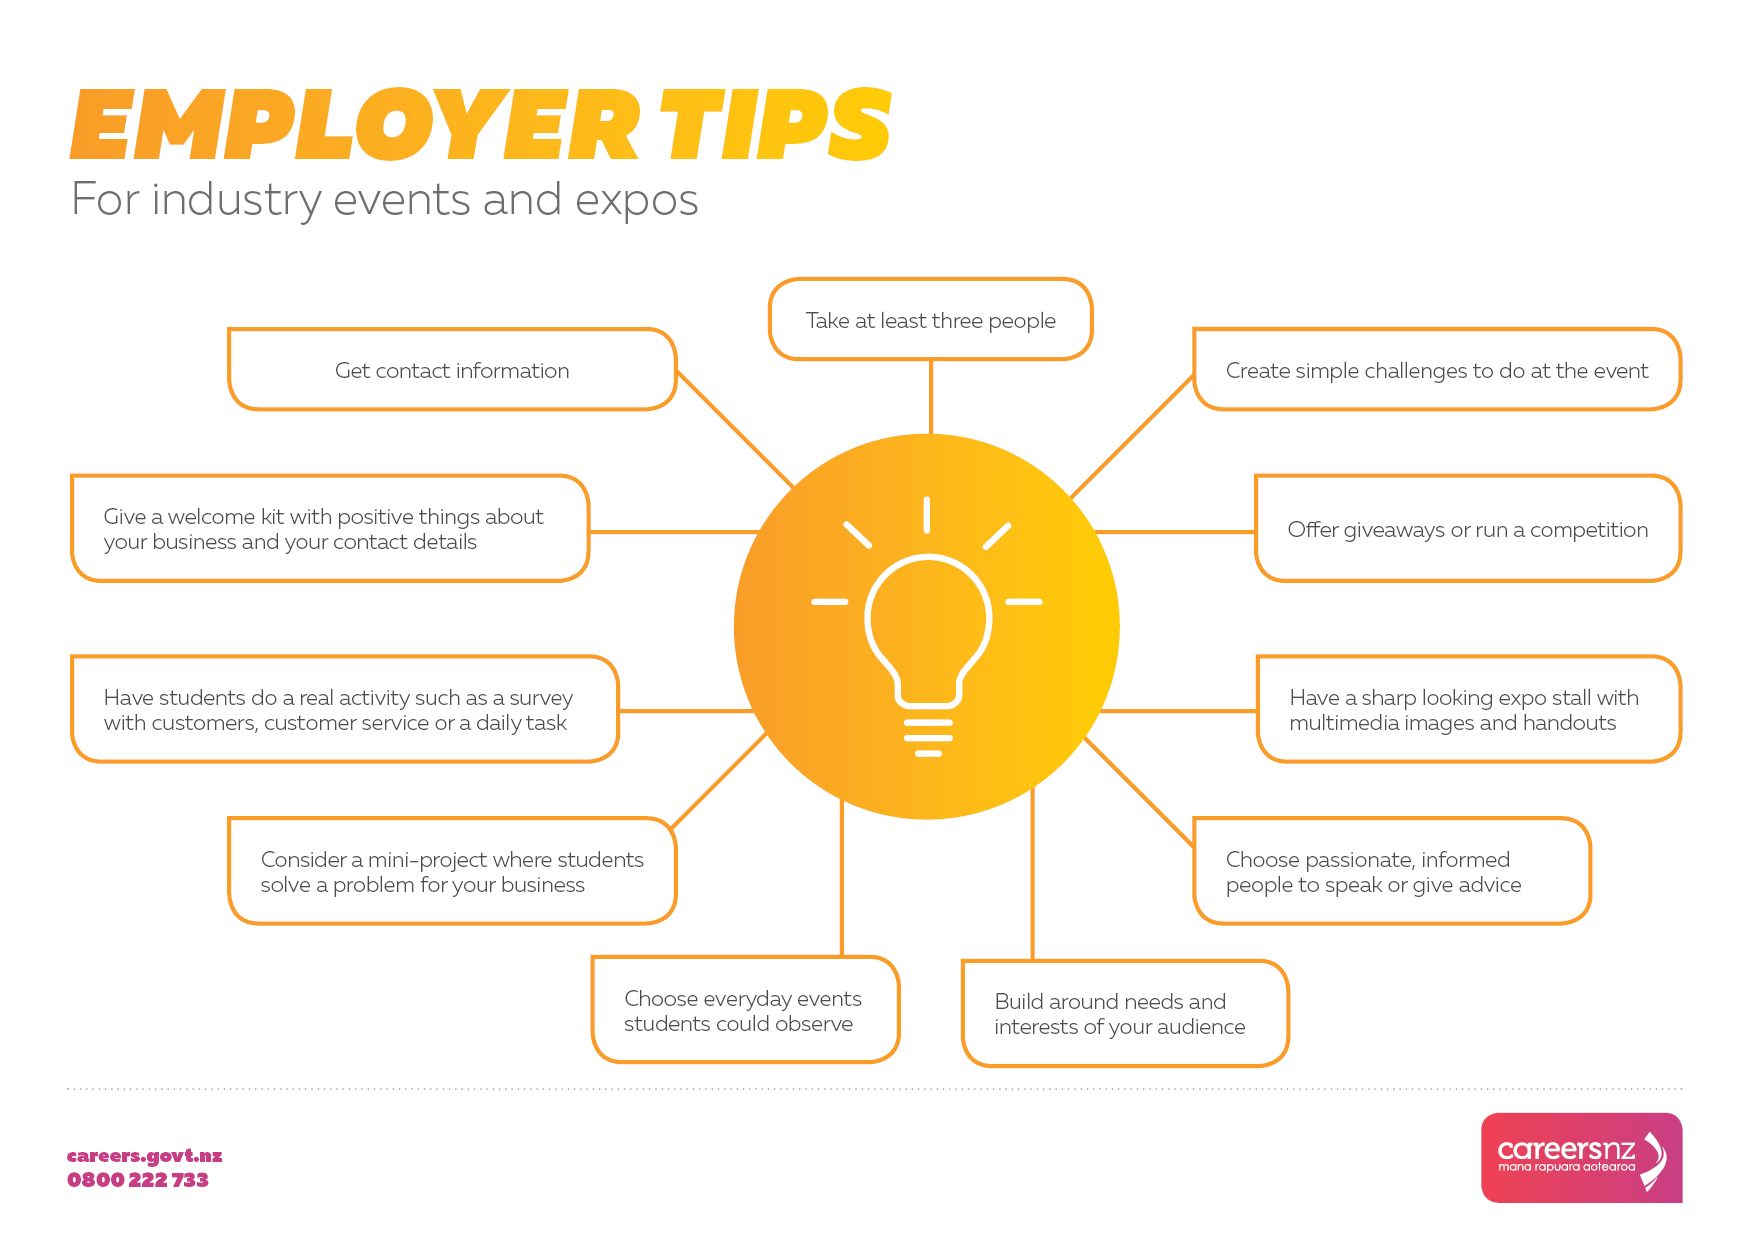 EMPLOYER TIPS
For industry events and expos
Take at least three people
Get contact information
Create simple challenges to do at the event
Give a welcome kit with positive things about
your business and your contact details
Offer giveaways or run a competition
Have students do a real activity such as a survey
with customers, customer service or a daily task
Have a sharp looking expo stall with
multimedia images and handouts
Consider a mini-project where students
solve a problem for your business
Choose passionate, informed
people to speak or give advice
Choose everyday events
students could observe
Build around needs and
interests of your audience
careers.govt.nz
0800 222 733
careersnz
mana rapuara aotearoa